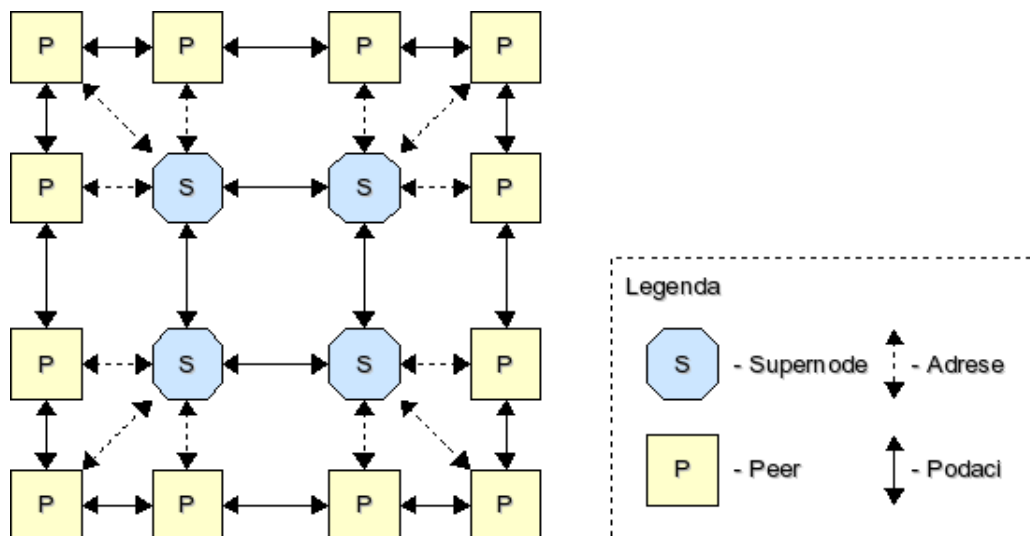 P P P P
P S S P
P S S P
P P P P
Legenda
S - Supernode - Adrese
P - Peer - Podaci